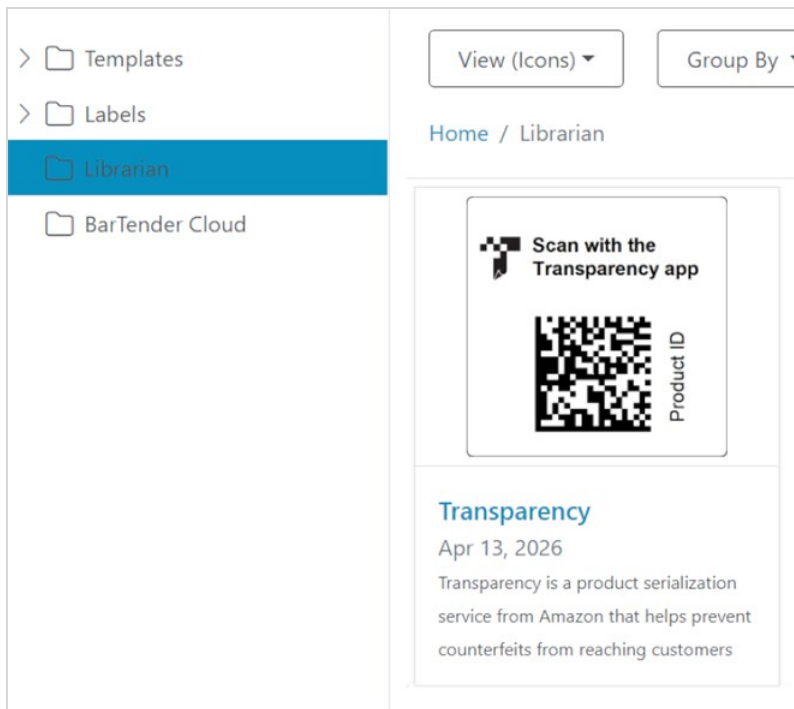 Templates
Labels
Librarian
BarTender Cloud
View (Icons)
Group By
Home / Librarian
Scan with the
Transparency app
Product ID
Transparency
Apr 13, 2026
Transparency is a product serialization
service from Amazon that helps prevent
counterfeits from reaching customers